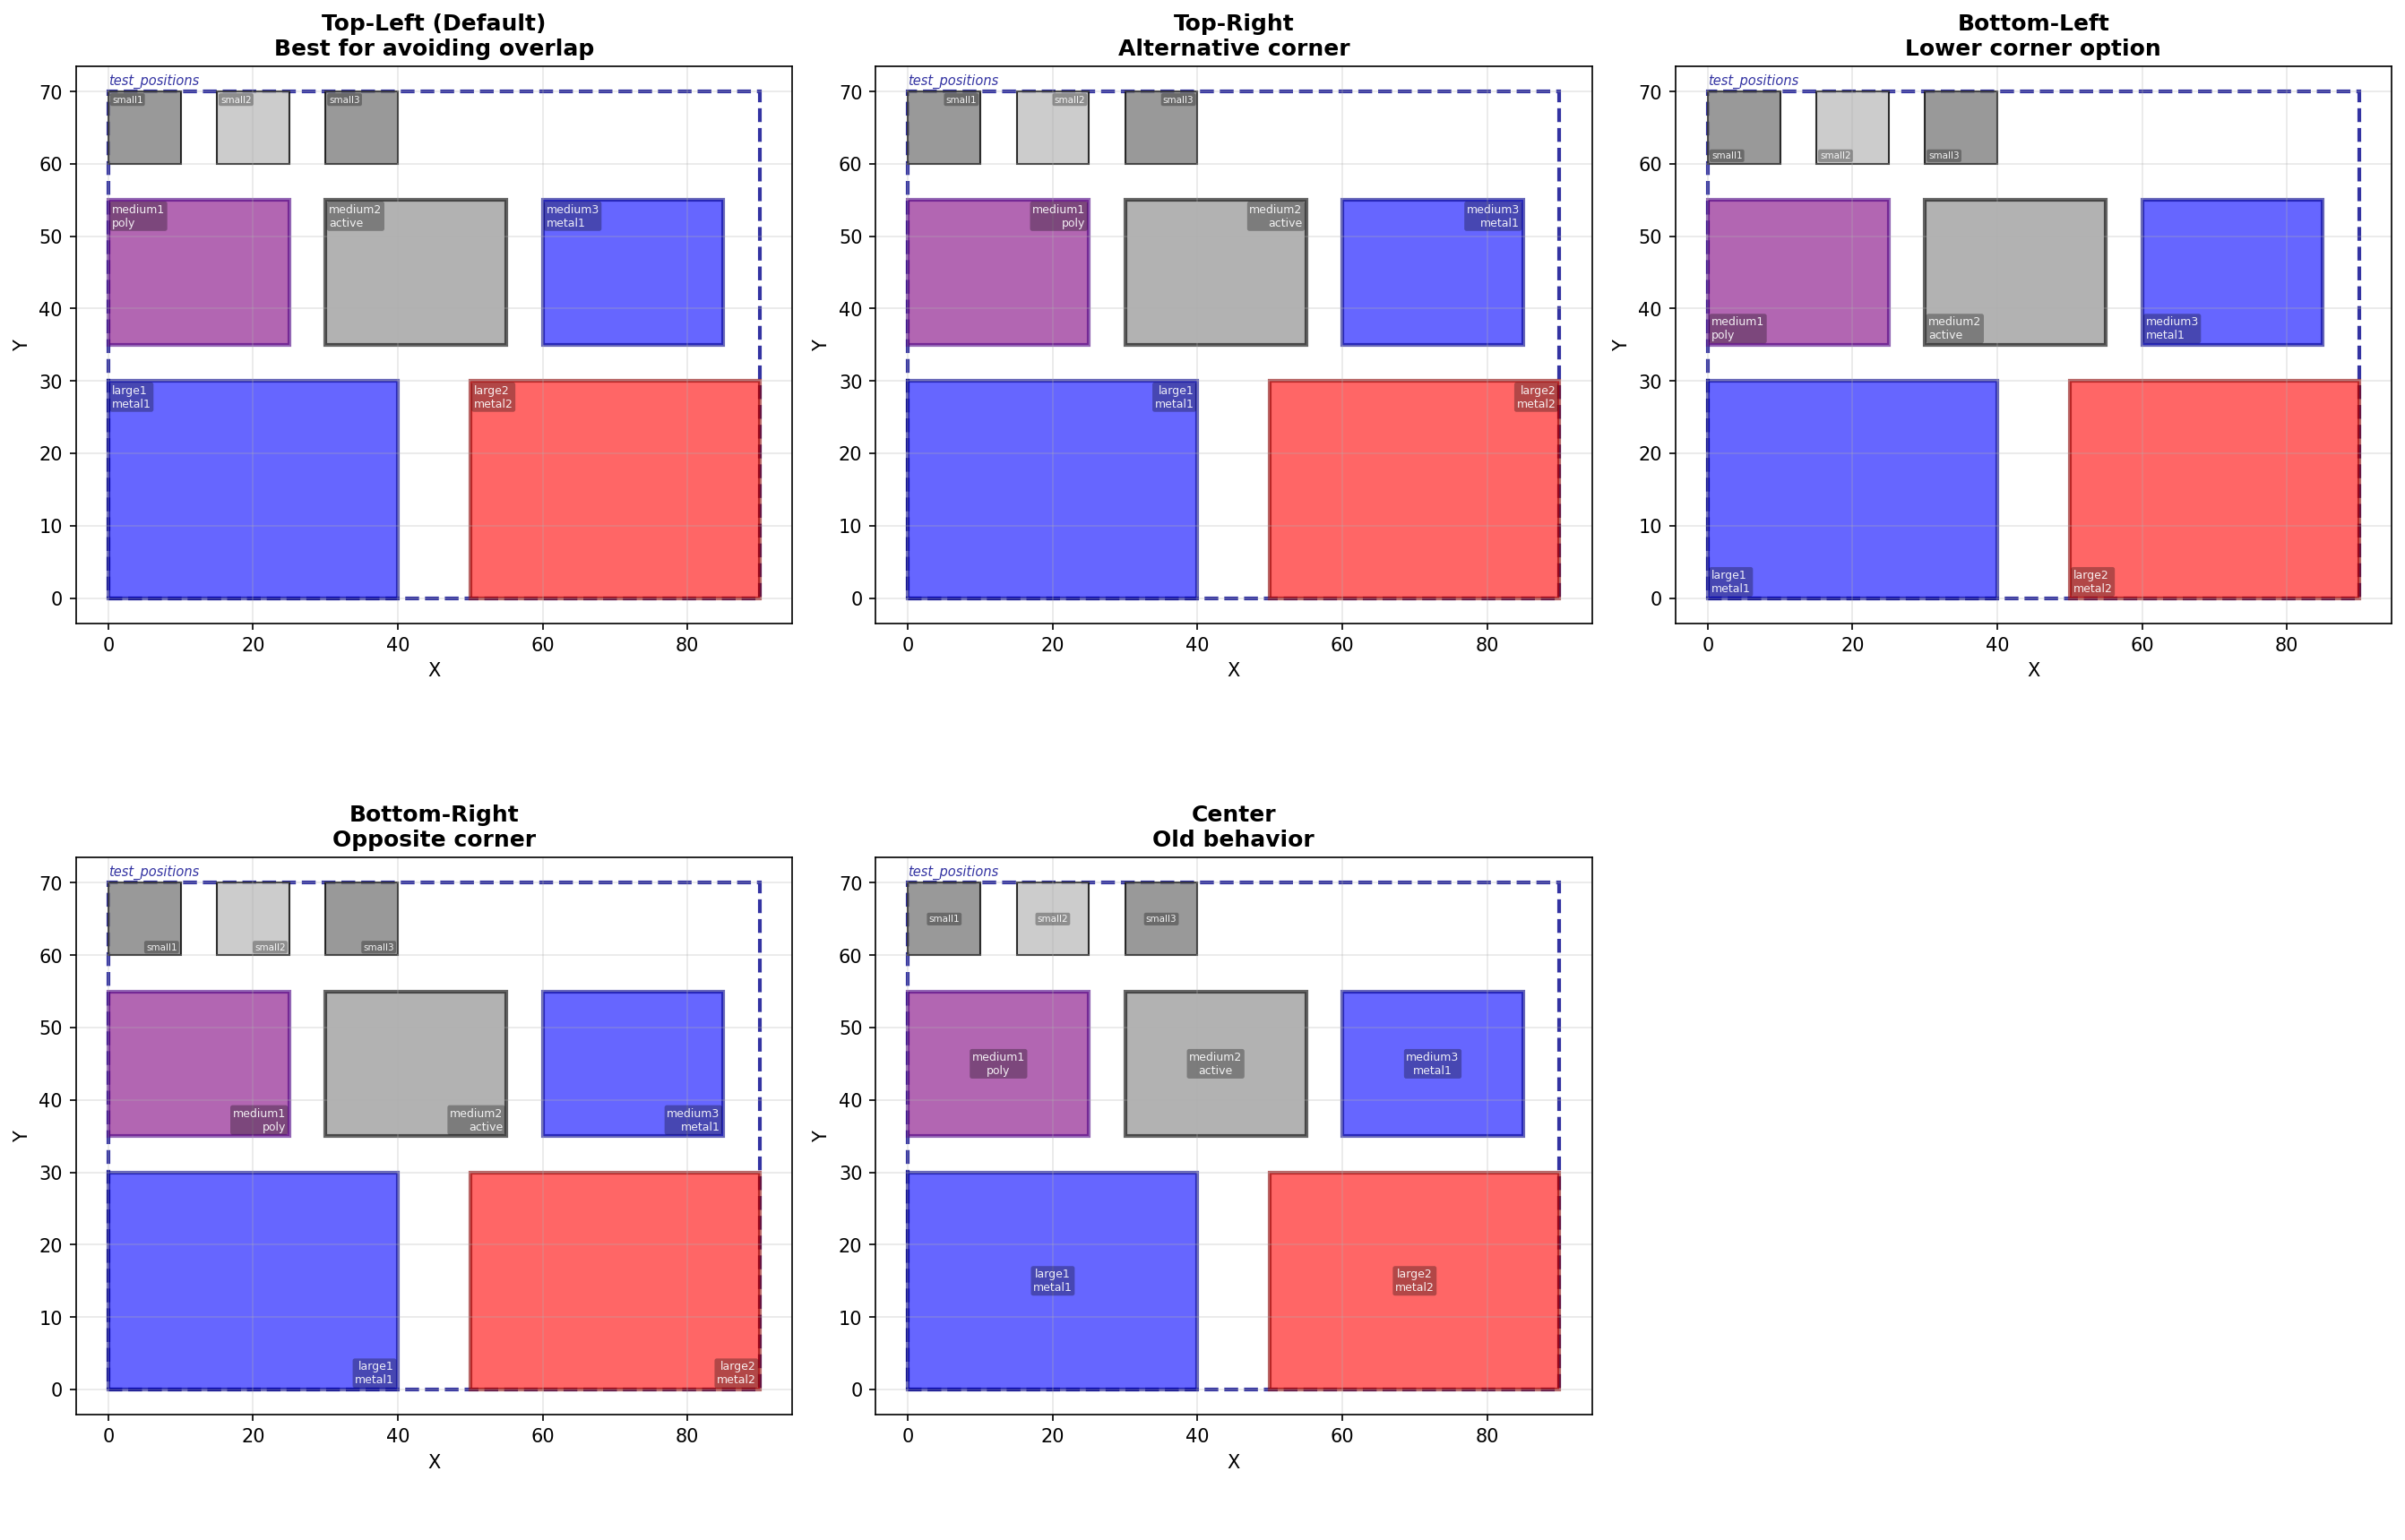 Top-Left (Default)
Best for avoiding overlap
test_positions
70
60
50
40
30
20
10
0
Y
small1
small2
small3
medium1
poly
medium2
active
medium3
metal1
large1
metal1
large2
metal2
0
20
40
60
80
X
Top-Right
Alternative corner
test_positions
70
60
50
40
30
20
10
0
Y
small1
small2
small3
medium1
poly
medium2
active
medium3
metal1
large1
metal1
large2
metal2
0
20
40
60
80
X
Bottom-Left
Lower corner option
test_positions
70
60
50
40
30
20
10
0
Y
small1
small2
small3
medium1
poly
medium2
active
medium3
metal1
large1
metal1
large2
metal2
0
20
40
60
80
X
Bottom-Right
Opposite corner
test_positions
70
60
50
40
30
20
10
0
Y
small1
small2
small3
medium1
poly
medium2
active
medium3
metal1
large1
metal1
large2
metal2
0
20
40
60
80
X
Center
Old behavior
test_positions
70
60
50
40
30
20
10
0
Y
small1
small2
small3
medium1
poly
medium2
active
medium3
metal1
large1
metal1
large2
metal2
0
20
40
60
80
X